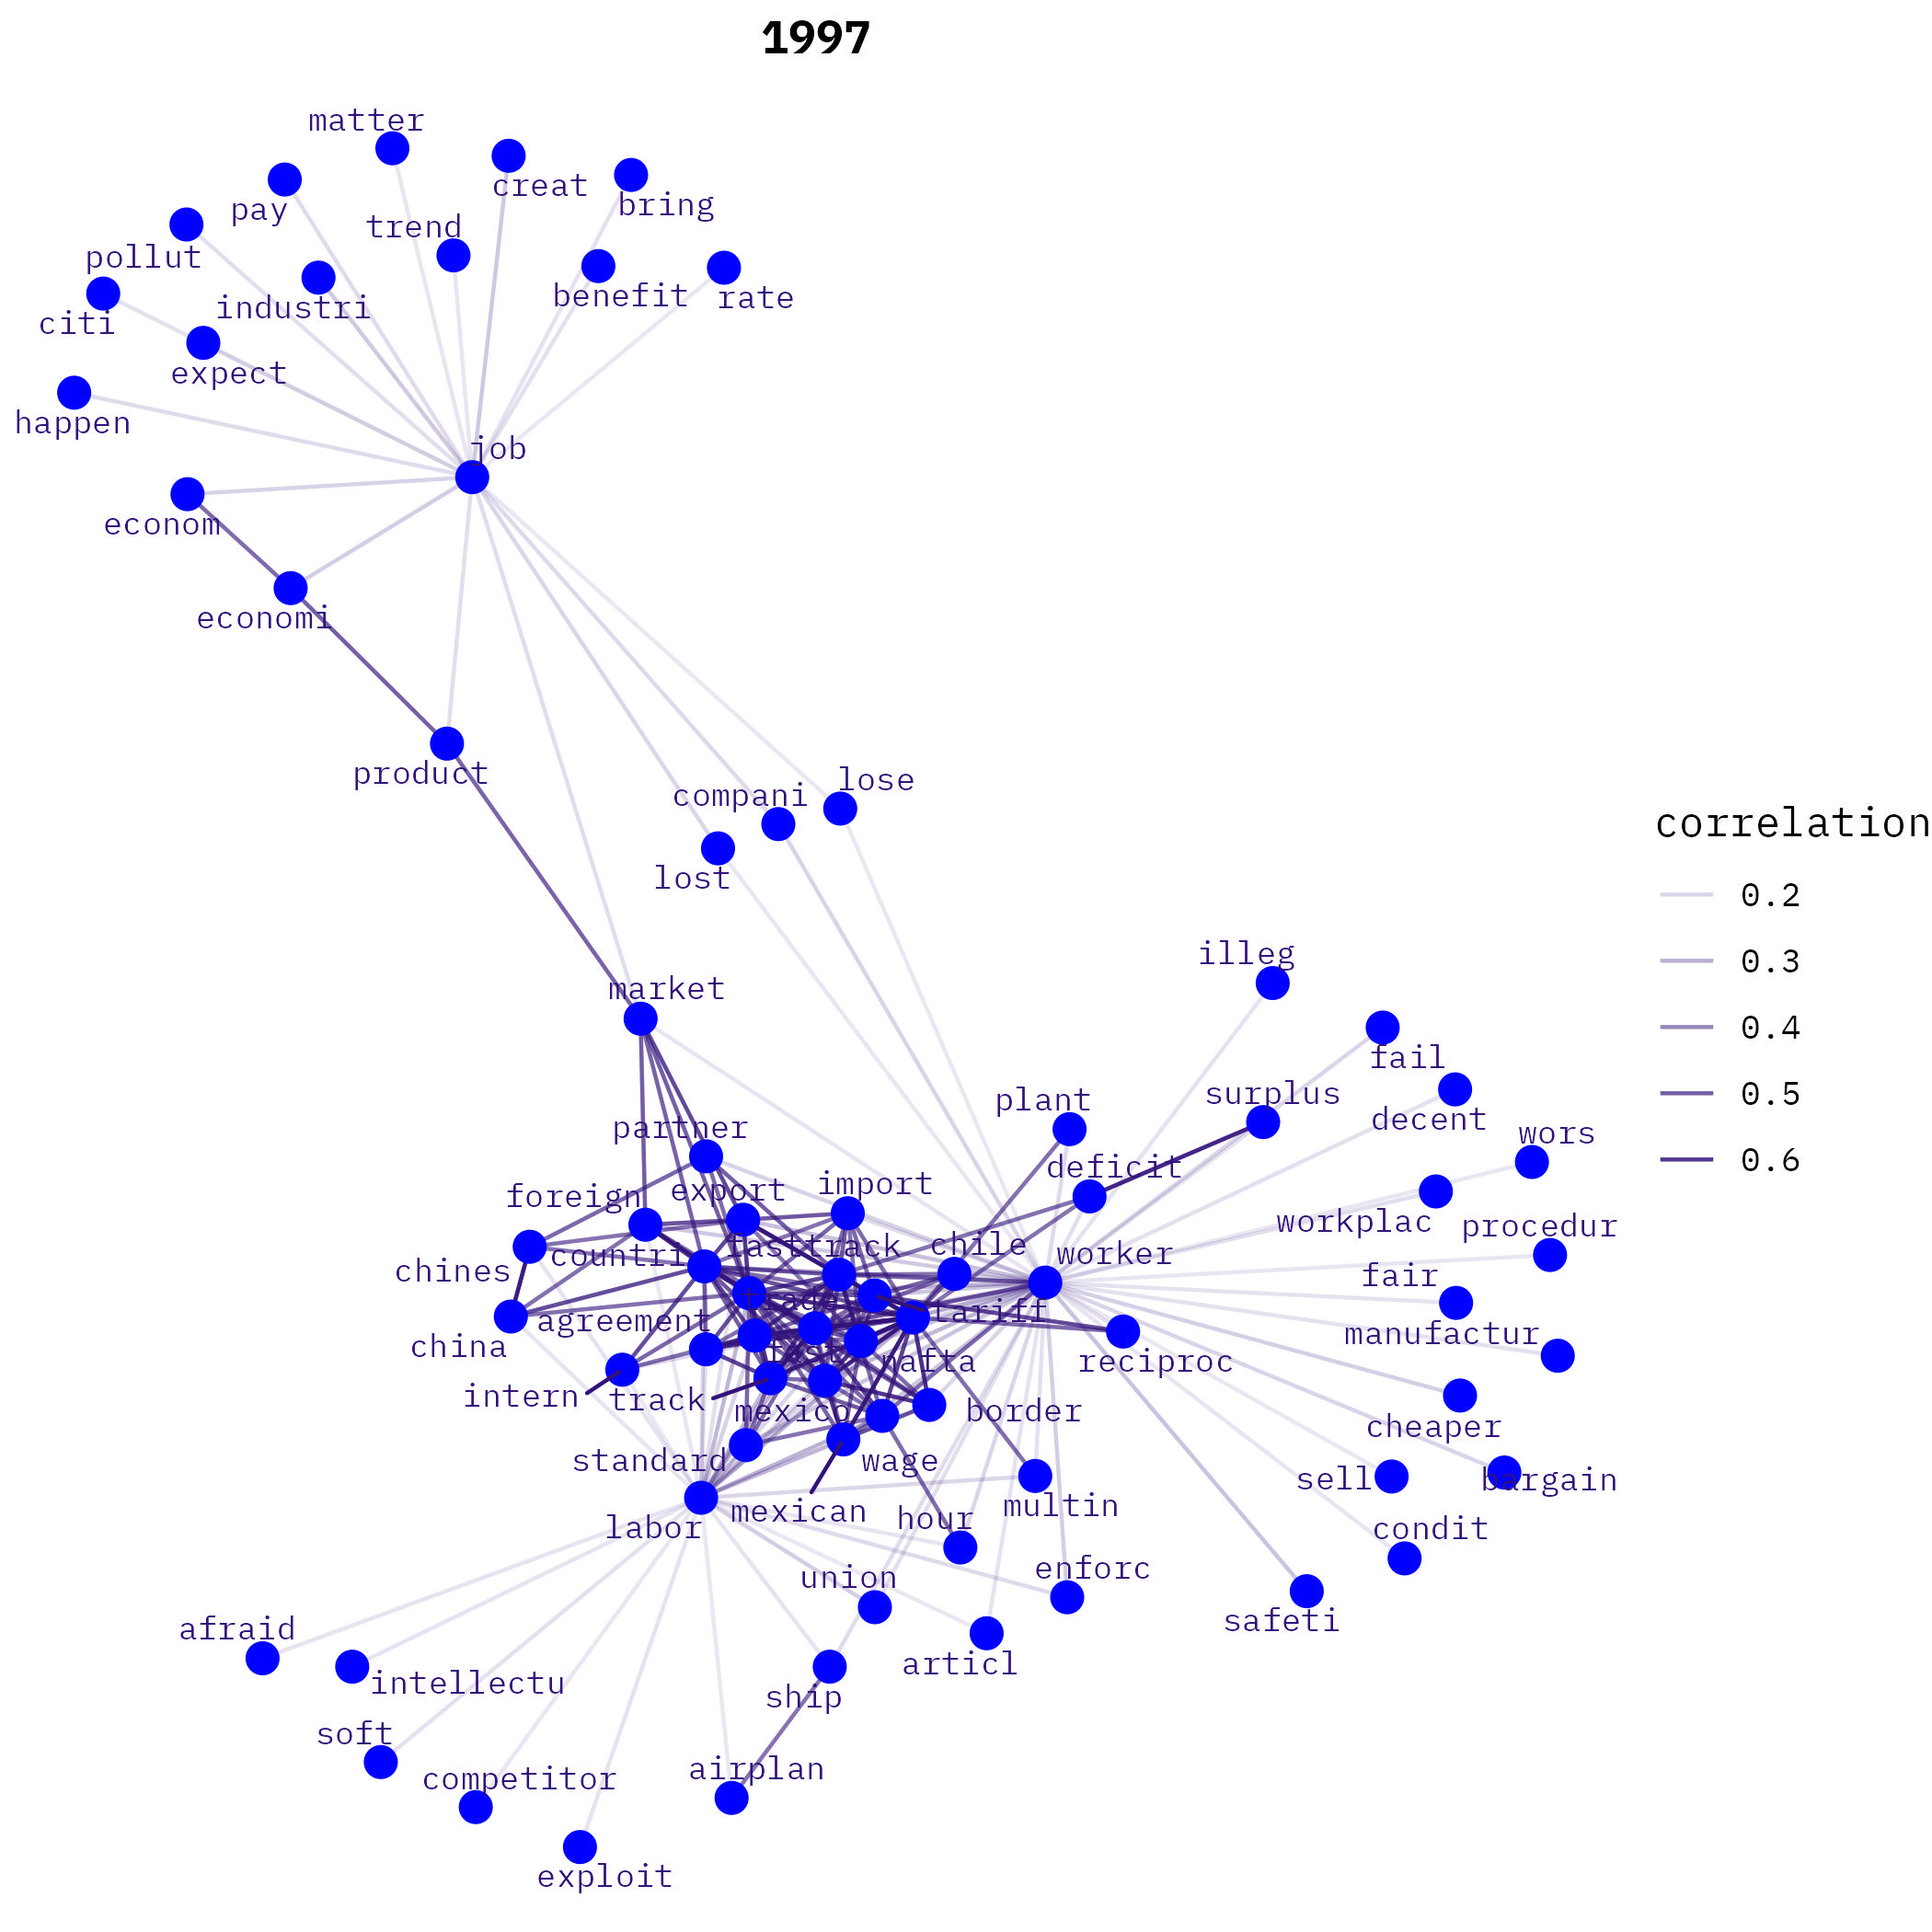 1997
matter
creat
pay
bring
trend
pollut
industri
benefit
rate
citi
expect
happen
job
econom
economi
product
compani
lose
lost
illeg
market
fail
plant
surplus
decent
partner
wors
deficit
import
export
foreign
workplac
procedur
fasttrack
chile
worker
countri
chines
fair
trade
tariff
agreement
manufactur
china
fast
nafta
reciproc
intern
track
mexico
border
cheaper
standard
wage
sell
bargain
mexican
multin
hour
labor
condit
enforc
union
safeti
afraid
articl
intellectu
ship
soft
airplan
competitor
exploit
correlation
0.2
0.3
0.4
0.5
0.6